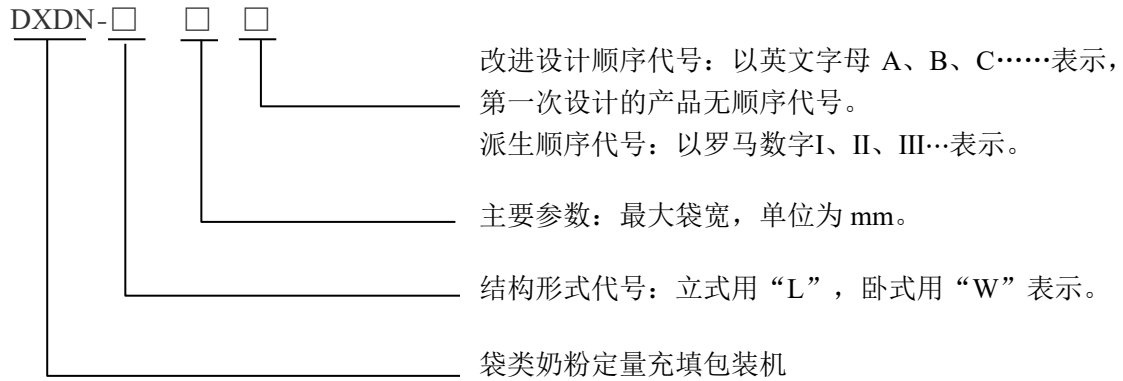 DXDN-□ □ □
改进设计顺序代号：以英文字母 A、B、C……表示，
第一次设计的产品无顺序代号。
派生顺序代号：以罗马数字I、II、III…表示。
主要参数：最大袋宽，单位为 mm。
结构形式代号：立式用“L”，卧式用“W”表示。
袋类奶粉定量充填包装机